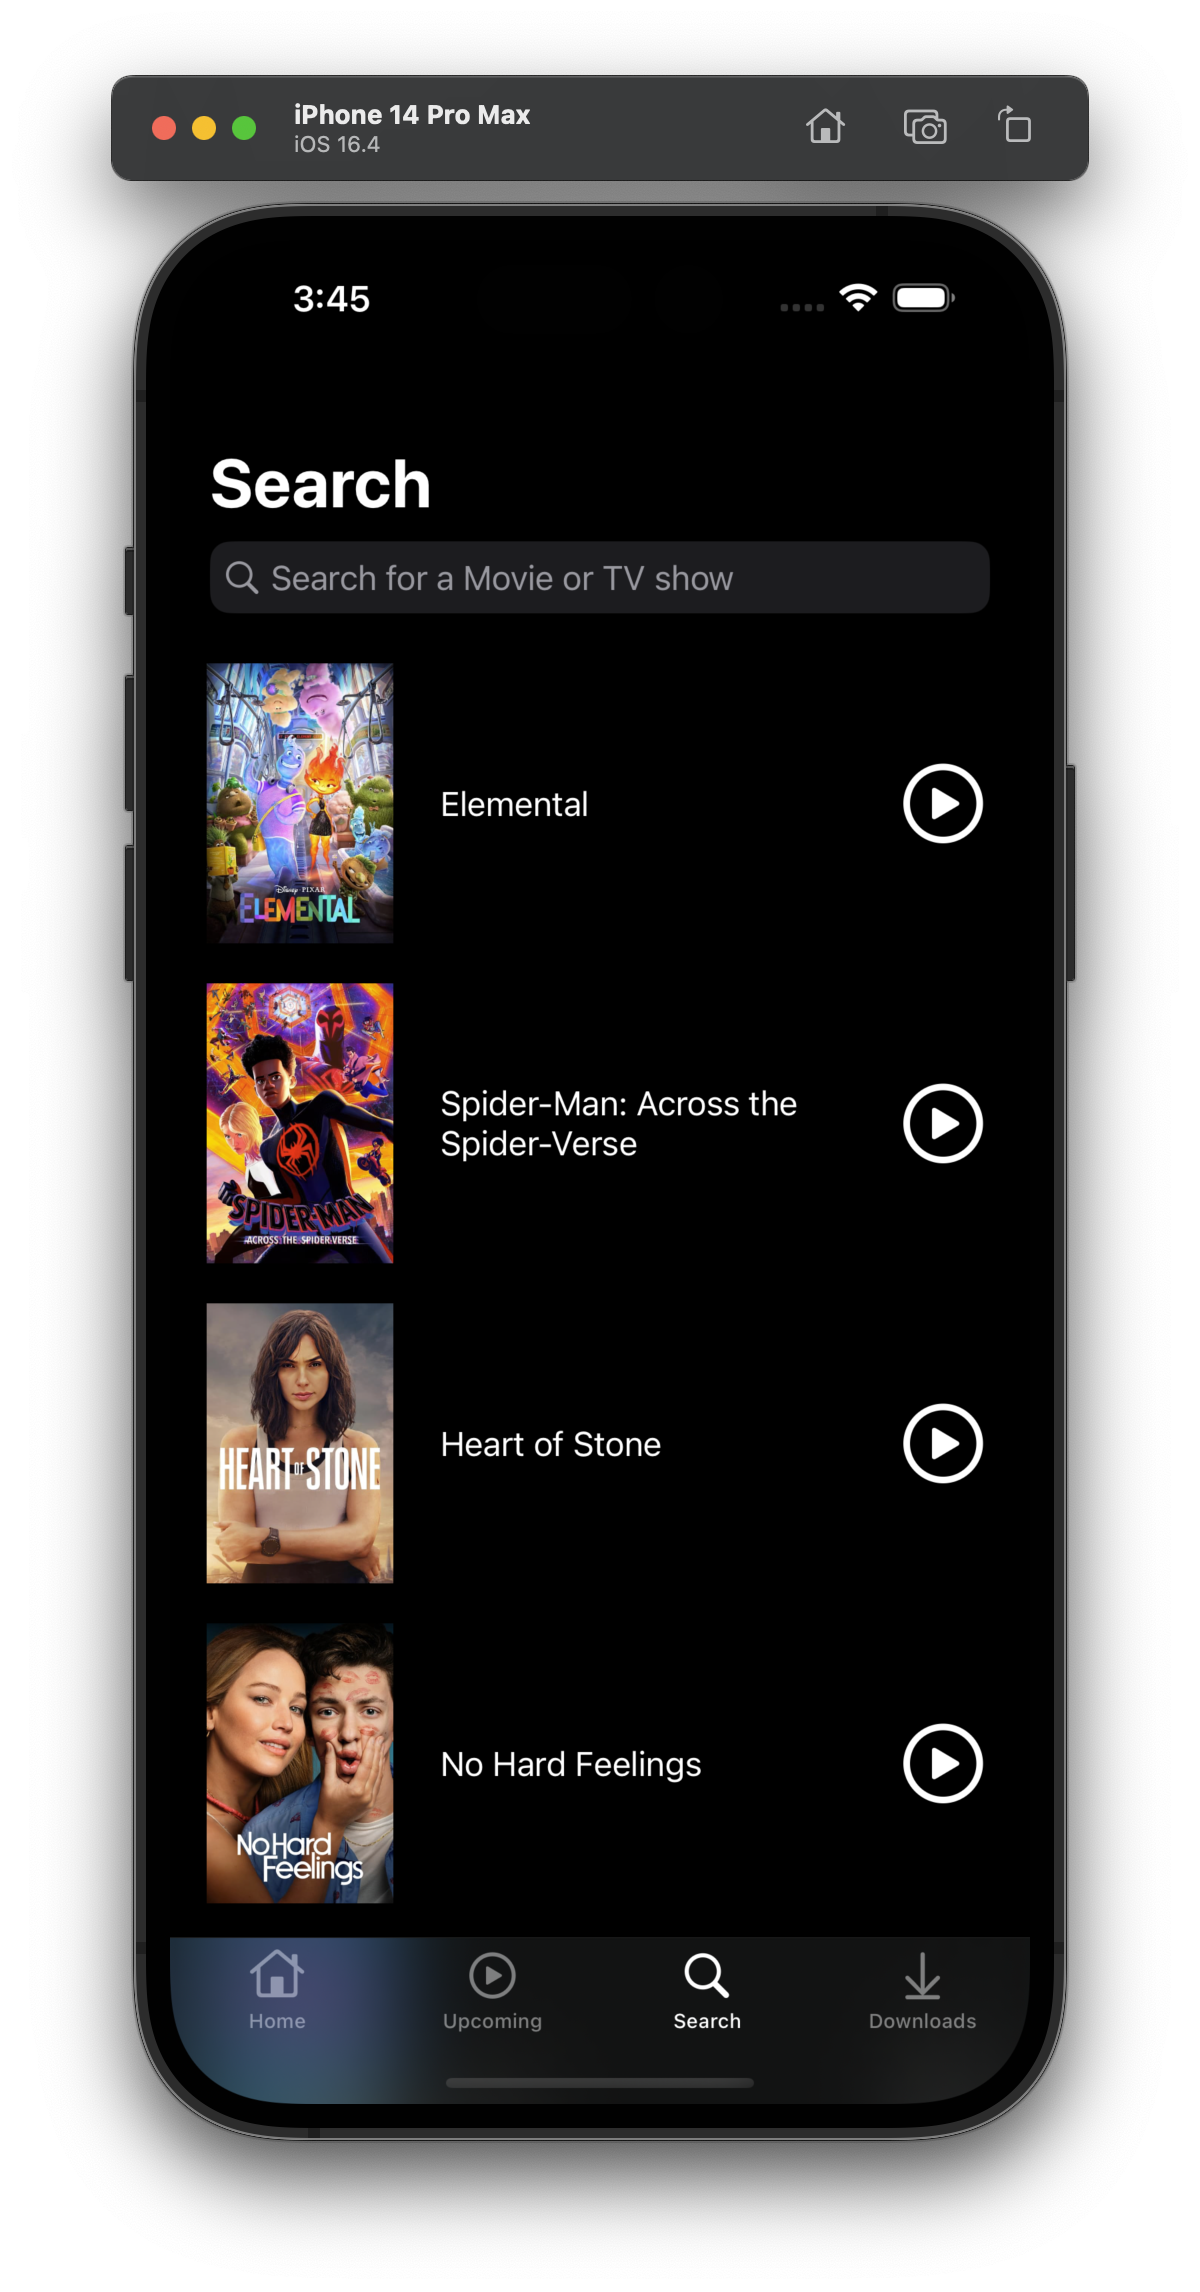 iPhone 14 Pro Max
iOS 16.4
3:45
Search
Search for a Movie or TV show
Disney PIXAR
ELEMENTAL
Elemental
SPIDER-MAN
ACROSS THE SPIDER-VERSE
Spider-Man: Across the
Spider-Verse
HEART OF STONE
Heart of Stone
No Hard
Feelings
No Hard Feelings
Home
Upcoming
Search
Downloads